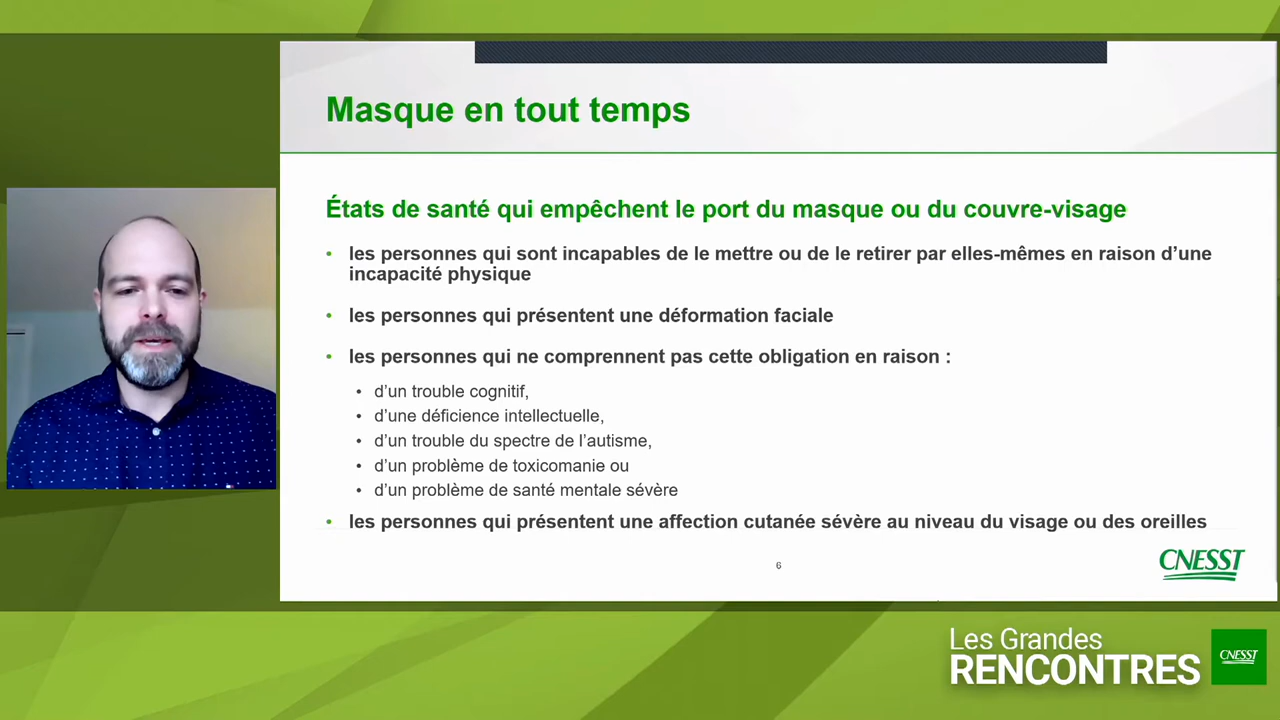 Masque en tout temps
États de santé qui empêchent le port du masque ou du couvre-visage
• les personnes qui sont incapables de le mettre ou de le retirer par elles-mêmes en raison d’une
incapacité physique
• les personnes qui présentent une déformation faciale
• les personnes qui ne comprennent pas cette obligation en raison :
• d’un trouble cognitif,
• d’une déficience intellectuelle,
• d’un trouble du spectre de l’autisme,
• d’un problème de toxicomanie ou
• d’un problème de santé mentale sévère
• les personnes qui présentent une affection cutanée sévère au niveau du visage ou des oreilles
6
CNESST
Les Grandes
RENCONTRES
CNESST